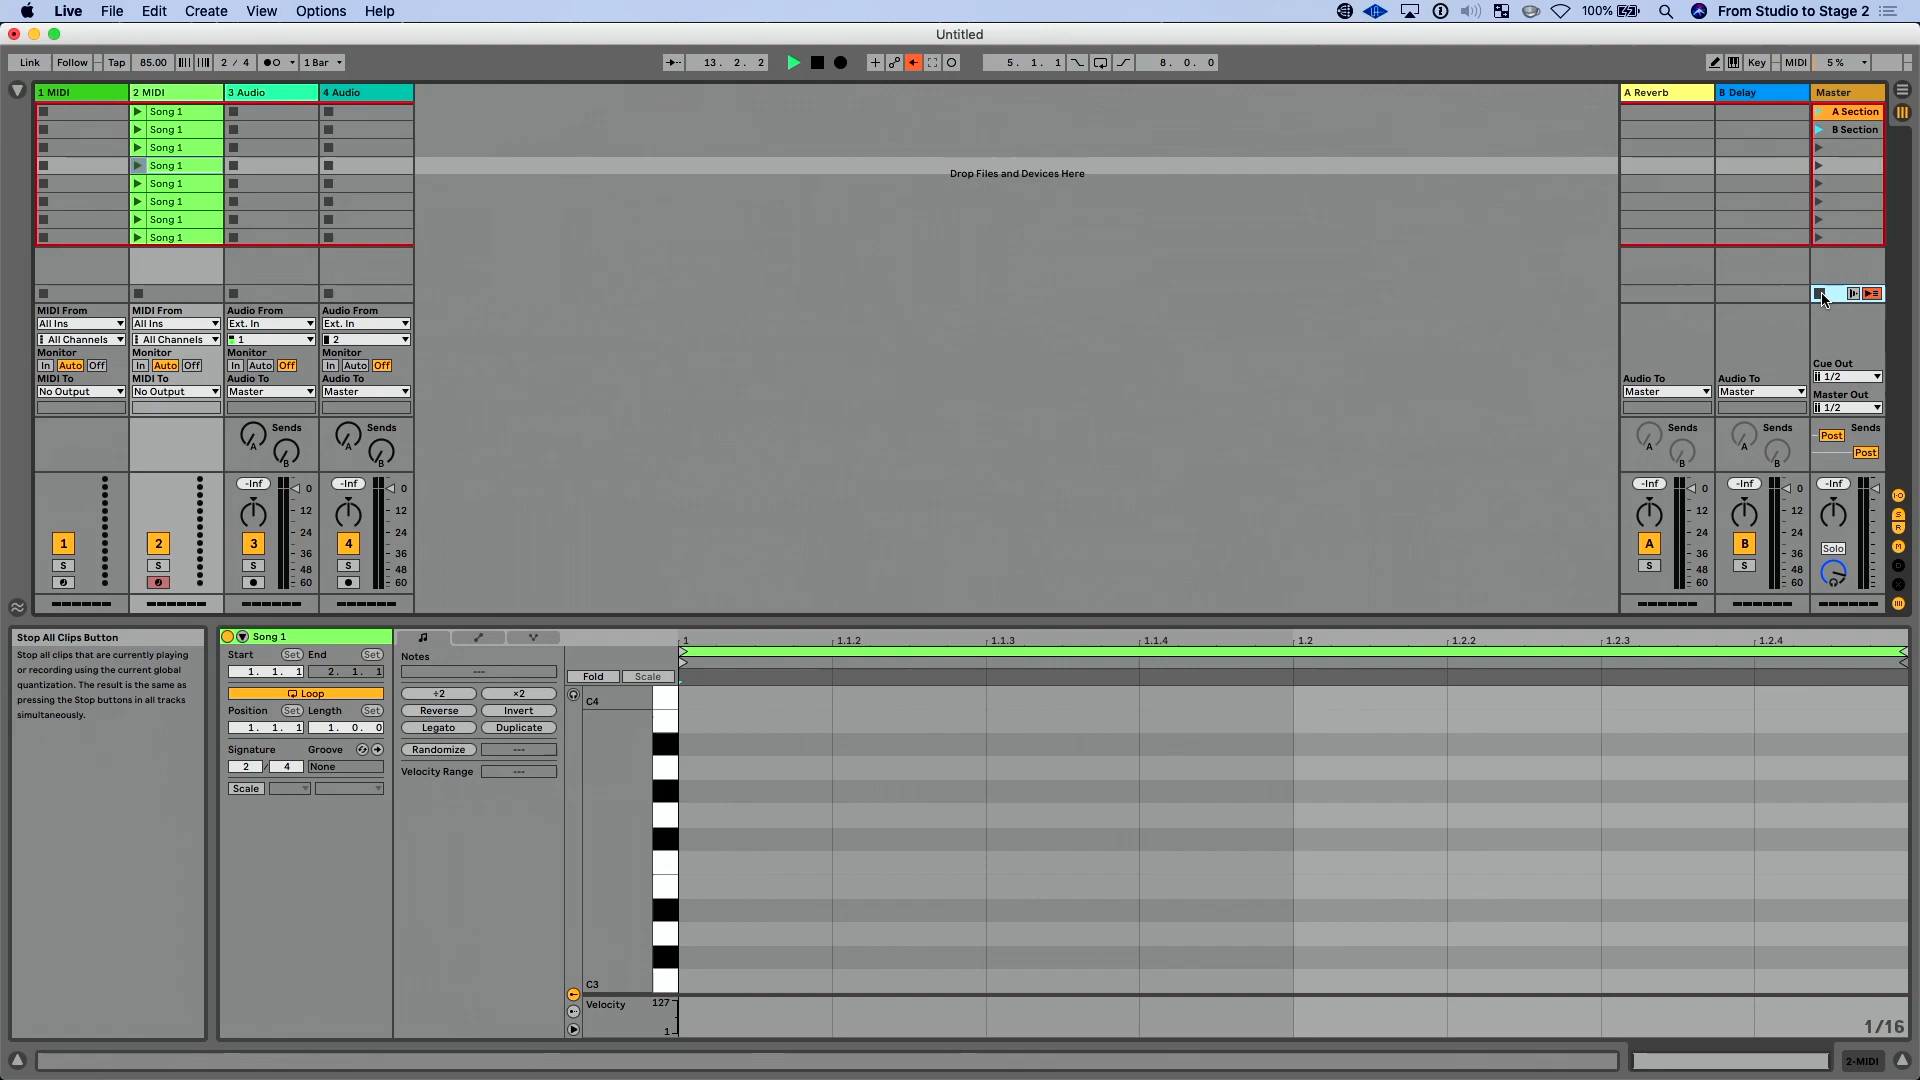 Live File Edit Create View Options Help 100% From Studio to Stage 2
Untitled
Link Follow Tap 85.00 2 / 4 1 Bar 13. 2. 2 5. 1. 1 8. 0. 0 Key MIDI 5 %
1 MIDI 2 MIDI 3 Audio 4 Audio A Reverb B Delay Master
Song 1 A Section
Song 1 B Section
Song 1
Song 1
Drop Files and Devices Here
Song 1
Song 1
Song 1
Song 1
MIDI From MIDI From Audio From Audio From
All Ins All Ins Ext. In Ext. In
All Channels All Channels 1 2
Monitor Monitor Monitor Monitor
In Auto Off In Auto Off In Auto Off In Auto Off Cue Out
MIDI To MIDI To Audio To Audio To Audio To Audio To 1/2
No Output No Output Master Master Master Master Master Out
1/2
Sends Sends Sends Sends Sends
A A A A Post
B B B B Post
-Inf 0 -Inf 0 -Inf 0 -Inf 0 -Inf
12 12 12 12
24 24 24 24
1 2 3 4 A B
36 36 36 36 Solo
S S S S S S
48 48 48 48
60 60 60 60
Stop All Clips Button
Stop all clips that are currently playing
or recording using the current global
quantization. The result is the same as
pressing the Stop buttons in all tracks
simultaneously.
Song 1
Start Set End Set
1. 1. 1 2. 1. 1
Loop
Position Set Length Set
1. 1. 1 1. 0. 0
Signature Groove
2 / 4 None
Scale
Notes
---
÷2 ×2
Reverse Invert
Legato Duplicate
Randomize ---
Velocity Range ---
1 1.1.2 1.1.3 1.1.4 1.2 1.2.2 1.2.3 1.2.4
Fold Scale
C4
C3
Velocity 127
1
1/16
2-MIDI